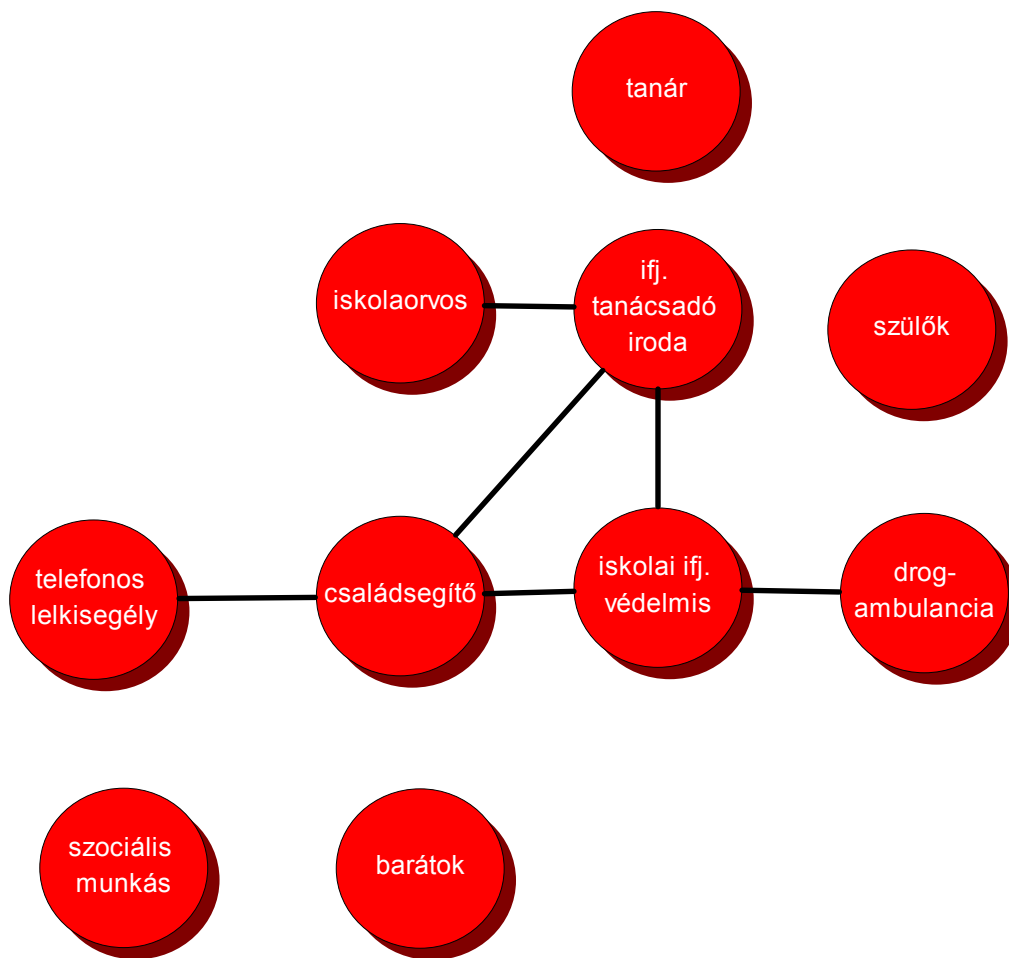 tanár
iskolaorvos
ifj.
tanácsadó
iroda
szülők
telefonos
lelkisegély
családsegítő
iskolai ifj.
védelmis
drog-
ambulancia
szociális
munkás
barátok